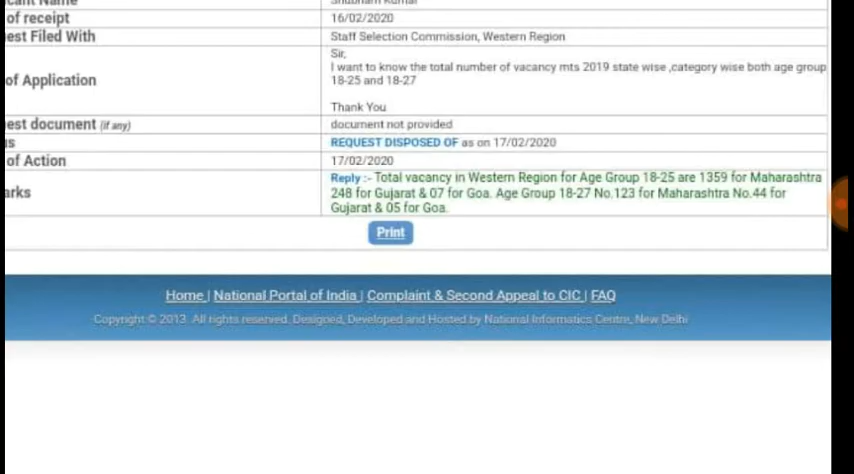 cant Name Shubham Kumar
of receipt 16/02/2020
est Filed With Staff Selection Commission, Western Region
Sir,
I want to know the total number of vacancy mts 2019 state wise ,category wise both age group
of Application 18-25 and 18-27
Thank You
est document (if any) document not provided
us REQUEST DISPOSED OF as on 17/02/2020
of Action 17/02/2020
Reply :- Total vacancy in Western Region for Age Group 18-25 are 1359 for Maharashtra
arks 248 for Gujarat & 07 for Goa. Age Group 18-27 No.123 for Maharashtra No.44 for
Gujarat & 05 for Goa.
Print
Home | National Portal of India | Complaint & Second Appeal to CIC | FAQ
Copyright © 2013. All rights reserved. Designed, Developed and Hosted by National Informatics Centre, New Delhi